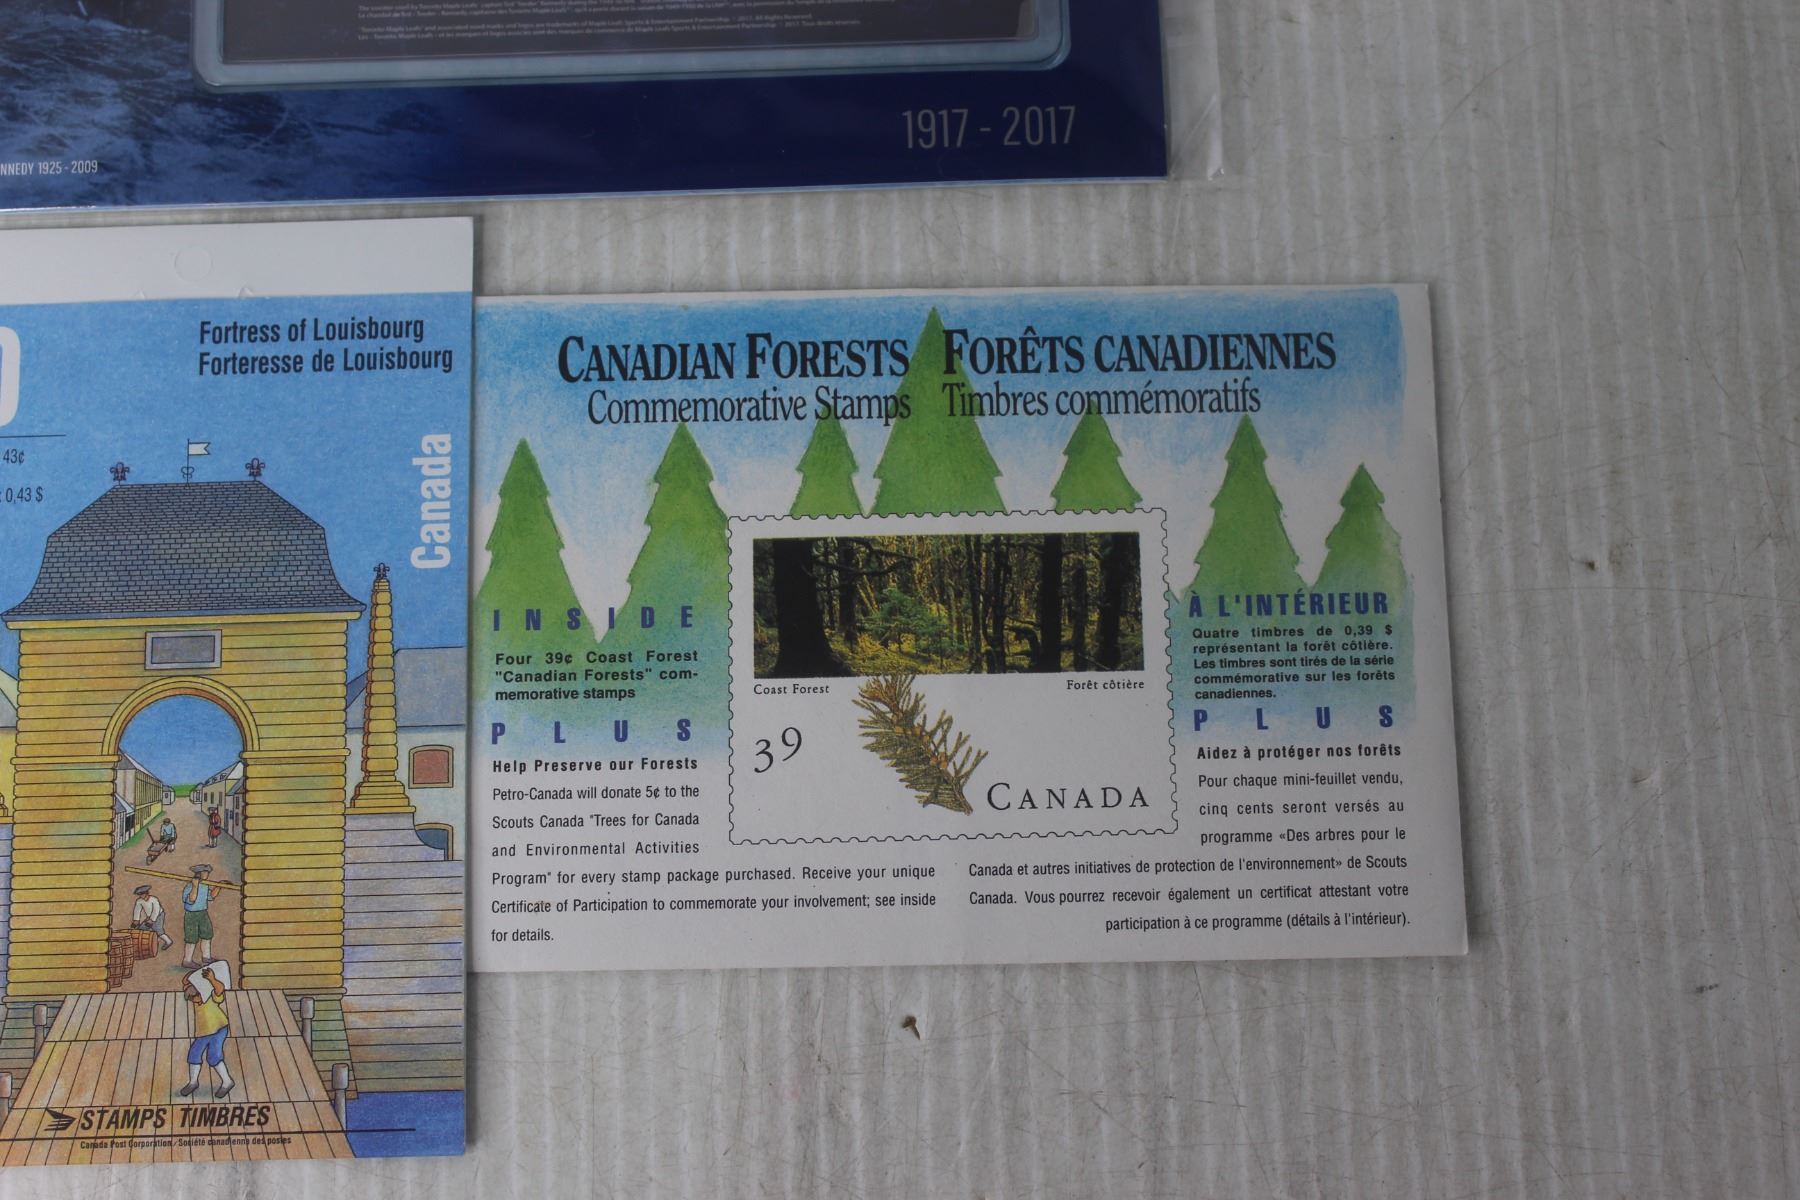 1917 - 2017
NNEDY 1925 - 2009
Fortress of Louisbourg
Forteresse de Louisbourg
43¢
0,43 $
Canada
STAMPS TIMBRES
Canada Post Corporation / Société canadienne des postes
CANADIAN FORESTS
Commemorative Stamps
FORÊTS CANADIENNES
Timbres commémoratifs
INSIDE
Four 39¢ Coast Forest
"Canadian Forests" com-
memorative stamps
PLUS
Help Preserve our Forests
Petro-Canada will donate 5¢ to the
Scouts Canada "Trees for Canada
and Environmental Activities
Program" for every stamp package purchased. Receive your unique
Certificate of Participation to commemorate your involvement; see inside
for details.
Coast Forest
Forêt côtière
39
CANADA
À L'INTÉRIEUR
Quatre timbres de 0,39 $
représentant la forêt côtière.
Les timbres sont tirés de la série
commémorative sur les forêts
canadiennes.
PLUS
Aidez à protéger nos forêts
Pour chaque mini-feuillet vendu,
cinq cents seront versés au
programme «Des arbres pour le
Canada et autres initiatives de protection de l'environnement» de Scouts
Canada. Vous pourrez recevoir également un certificat attestant votre
participation à ce programme (détails à l'intérieur).